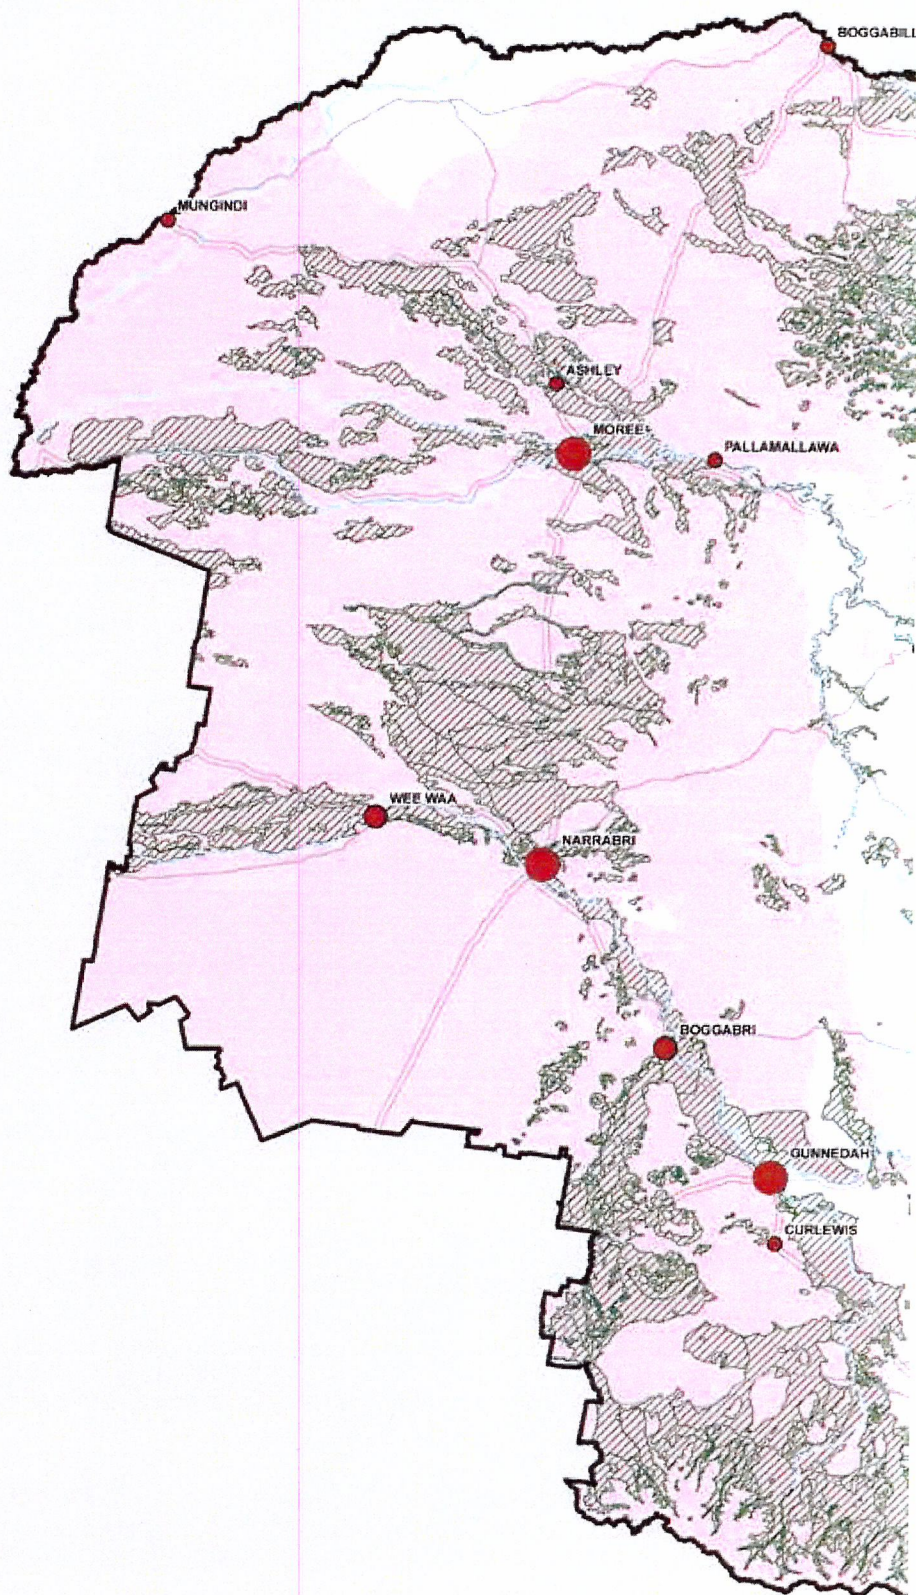 BOGGABILL
MUNGINDI
ASHLEY
MOREE
PALLAMALLAWA
WEE WAA
NARRABRI
BOGGABRI
GUNNEDAH
CURLEWIS